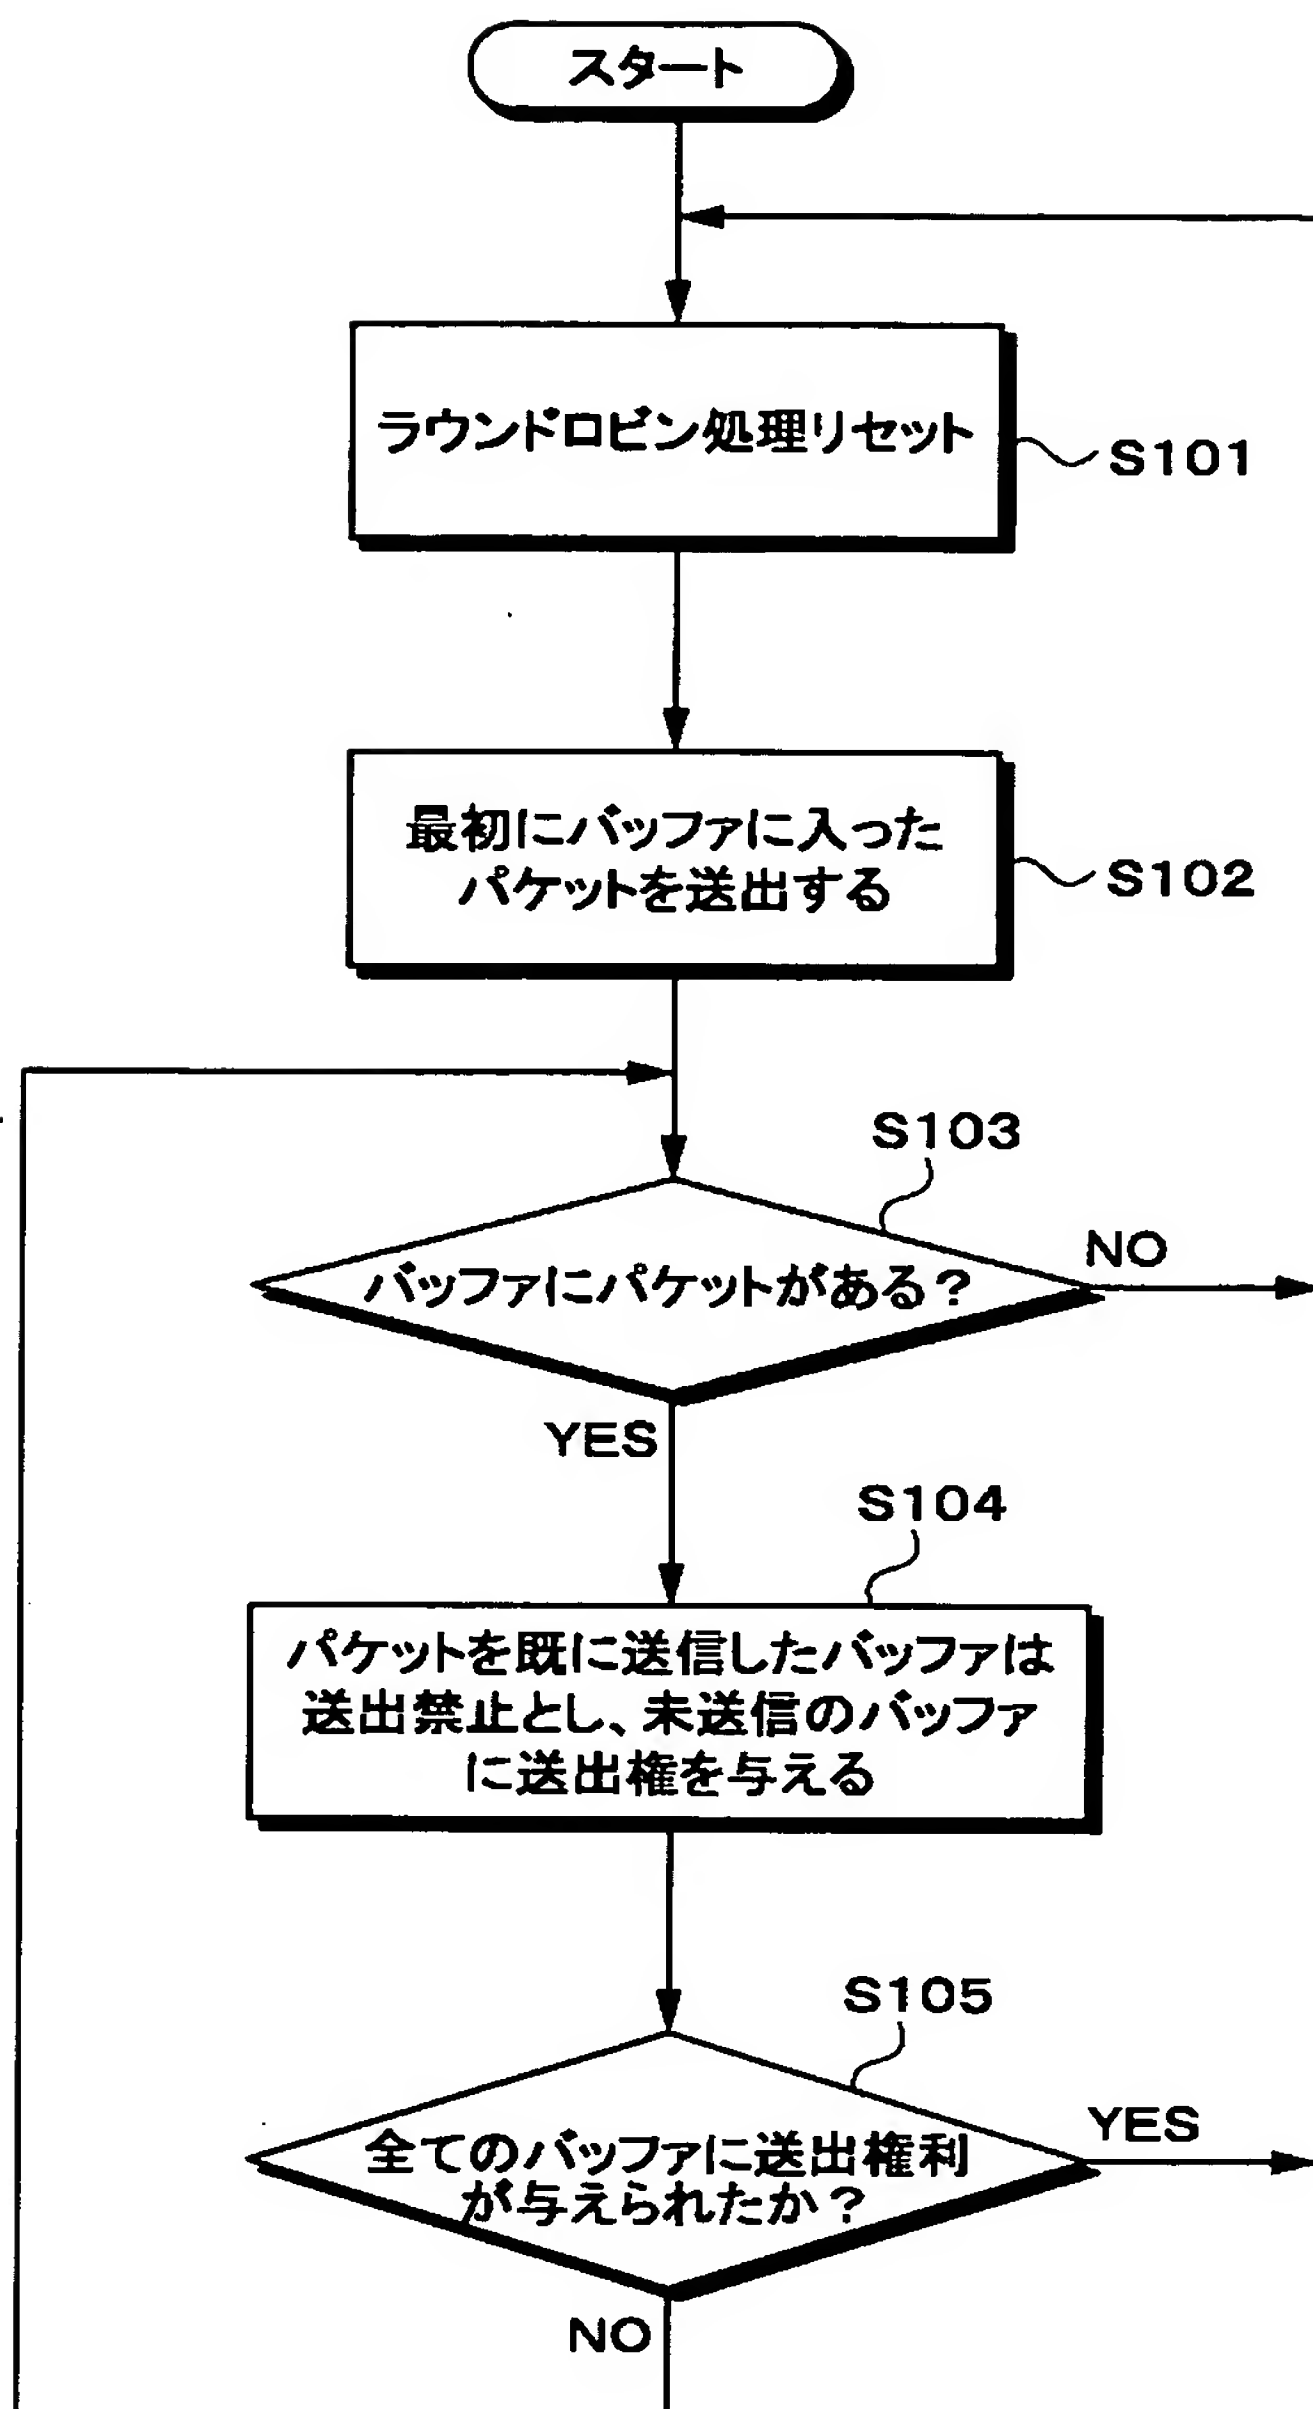 スタート
ラウンドロビン処理リセット
S101
最初にバッファに入った
パケットを送出する
S102
S103
バッファにパケットがある？
NO
YES
S104
パケットを既に送信したバッファは
送出禁止とし、未送信のバッファ
に送出権を与える
S105
全てのバッファに送出権利
が与えられたか？
YES
NO